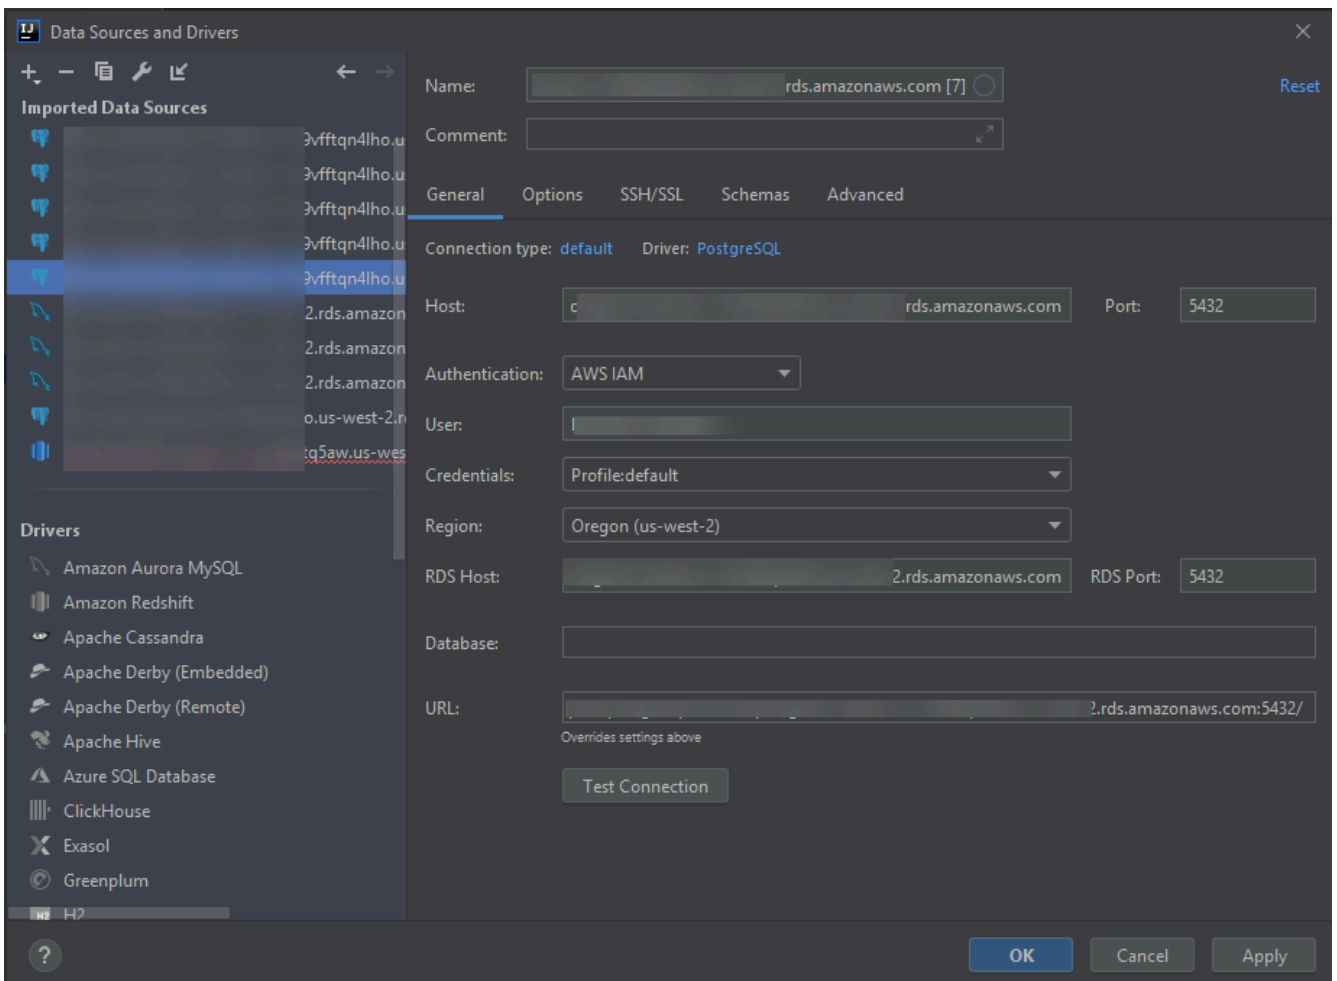 IJ Data Sources and Drivers
Imported Data Sources
9vfftqn4lho.u
9vfftqn4lho.u
9vfftqn4lho.u
9vfftqn4lho.u
9vfftqn4lho.u
2.rds.amazon
2.rds.amazon
2.rds.amazon
o.us-west-2.r
tq5aw.us-wes
Drivers
Amazon Aurora MySQL
Amazon Redshift
Apache Cassandra
Apache Derby (Embedded)
Apache Derby (Remote)
Apache Hive
Azure SQL Database
ClickHouse
Exasol
Greenplum
H2 H2
Name: rds.amazonaws.com [7] Reset
Comment:
General Options SSH/SSL Schemas Advanced
Connection type: default Driver: PostgreSQL
Host: rds.amazonaws.com Port: 5432
Authentication: AWS IAM
User:
Credentials: Profile:default
Region: Oregon (us-west-2)
RDS Host: 2.rds.amazonaws.com RDS Port: 5432
Database:
URL: 2.rds.amazonaws.com:5432/
Overrides settings above
Test Connection
? OK Cancel Apply